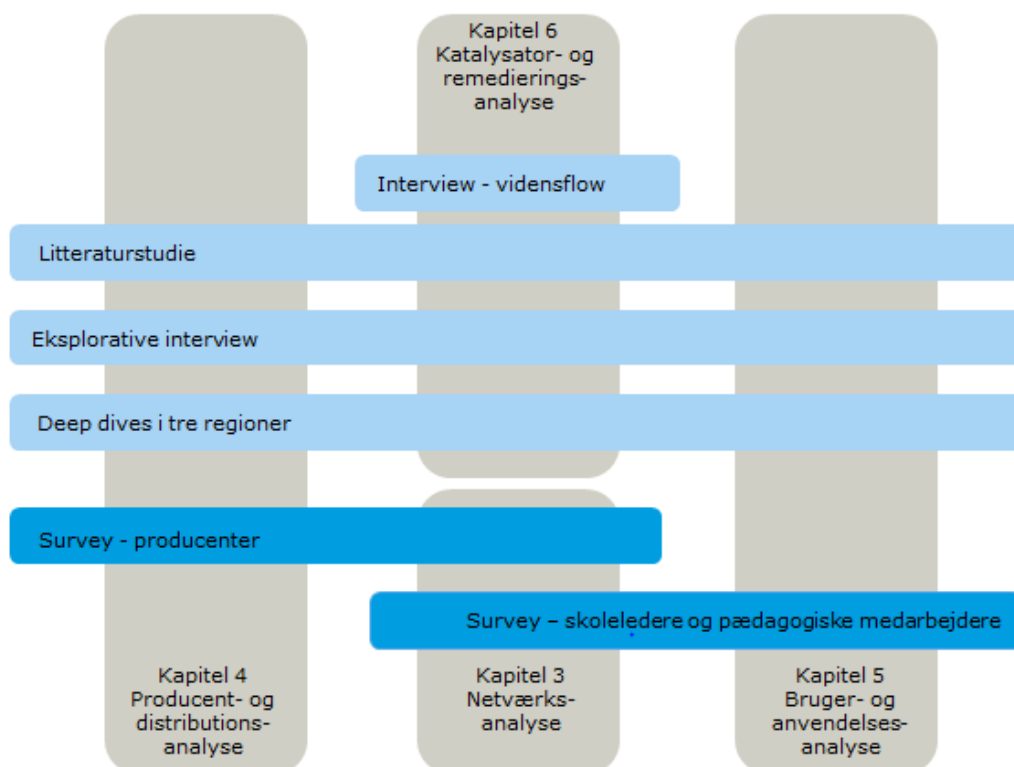 Kapitel 6
Katalysator- og
remedierings-
analyse
Interview - vidensflow
Litteraturstudie
Eksplorative interview
Deep dives i tre regioner
Survey - producenter
Survey – skoleledere og pædagogiske medarbejdere
Kapitel 4
Producent- og
distributions-
analyse
Kapitel 3
Netværks-
analyse
Kapitel 5
Bruger- og
anvendelses-
analyse